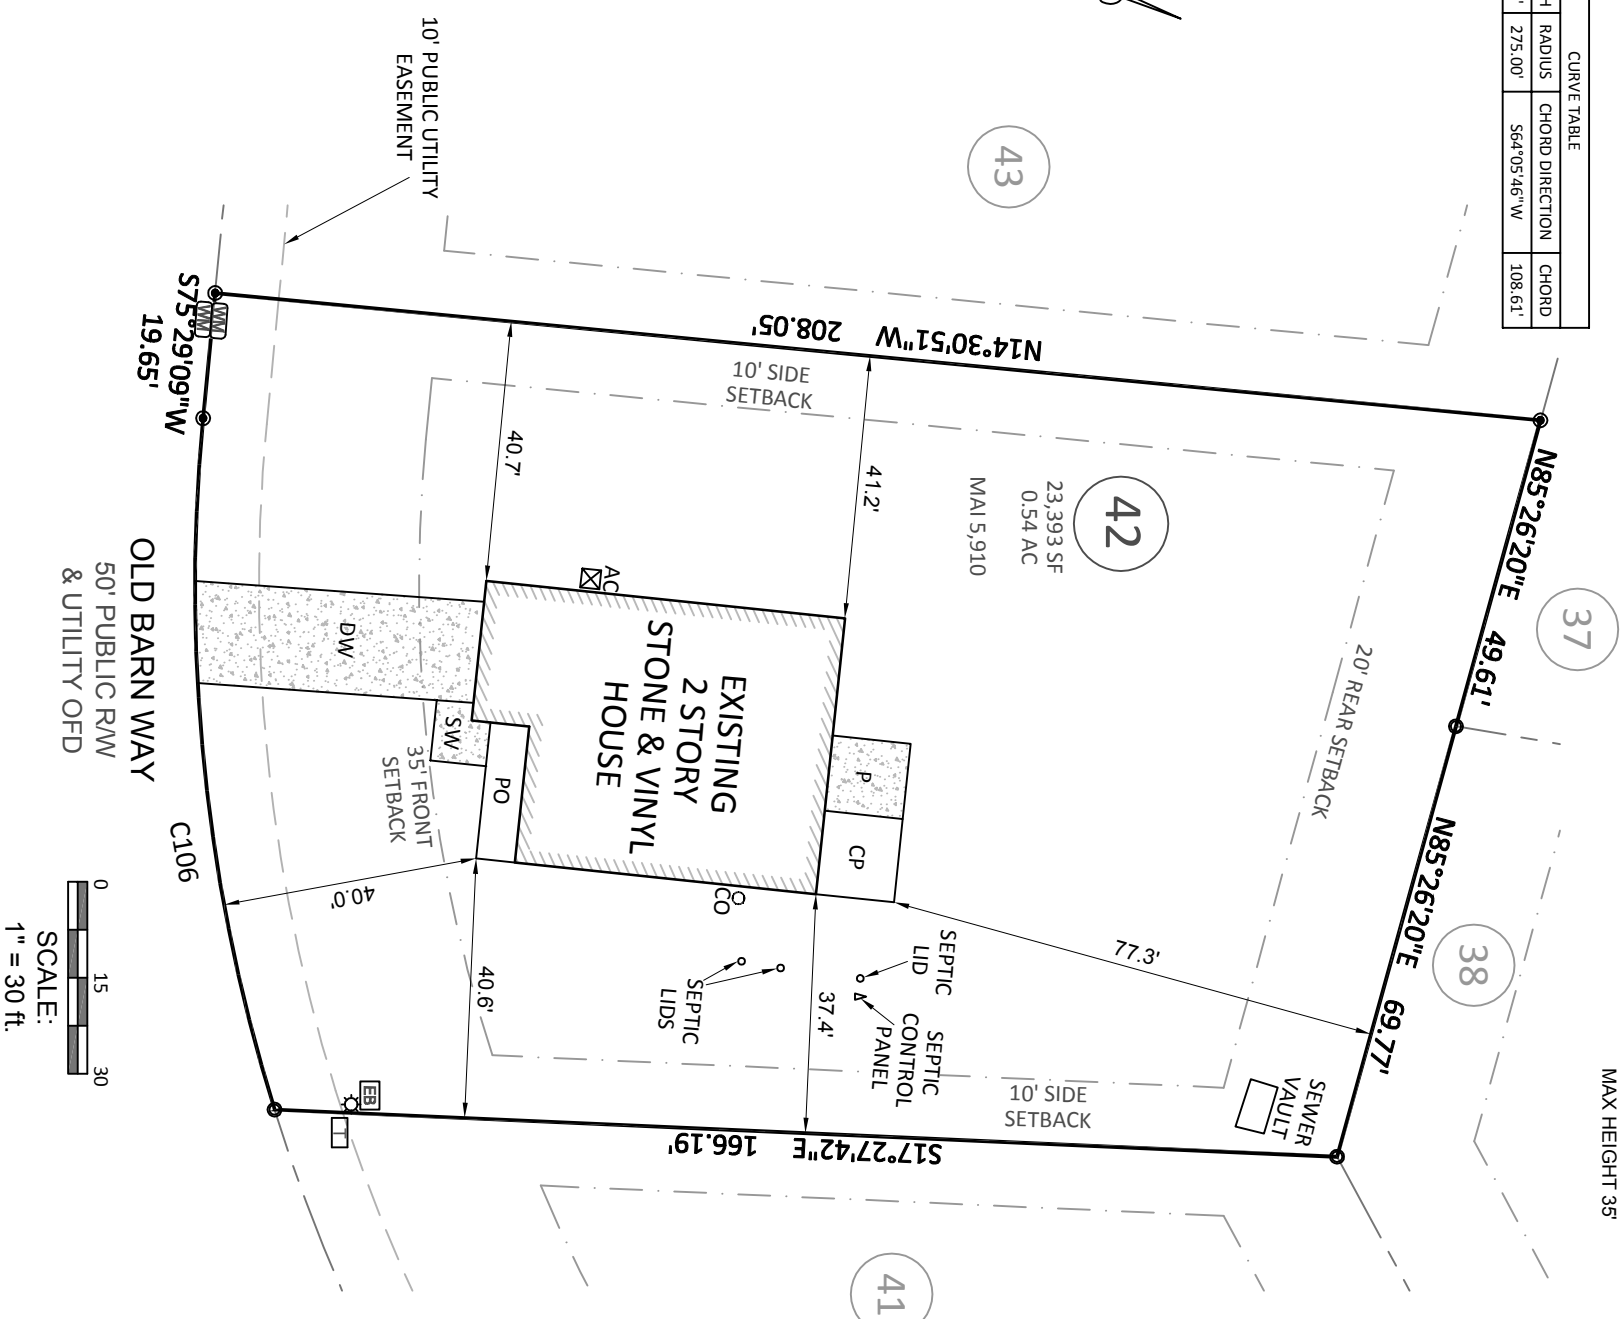 CURVE TABLE
H RADIUS CHORD DIRECTION CHORD
' 275.00' S64°05'46"W 108.61'
MAX HEIGHT 35'
37
38
43
42
41
N85°26'20"E 49.61'
N85°26'20"E 69.77'
20' REAR SETBACK
N14°30'51"W 208.05'
10' SIDE
SETBACK
23,393 SF
0.54 AC
MAI 5,910
41.2'
40.7'
77.3'
SEWER
VAULT
10' SIDE
SETBACK
S17°27'42"E 166.19'
SEPTIC
LID
SEPTIC
CONTROL
PANEL
37.4'
SEPTIC
LIDS
40.6'
P
CP
CO
AC
EXISTING
2 STORY
STONE & VINYL
HOUSE
PO
SW
DW
35' FRONT
SETBACK
40.0'
EB
T
10' PUBLIC UTILITY
EASEMENT
WM
WM
S75°29'09"W
19.65'
C106
OLD BARN WAY
50' PUBLIC R/W
& UTILITY OFD
0 15 30
SCALE:
1" = 30 ft.